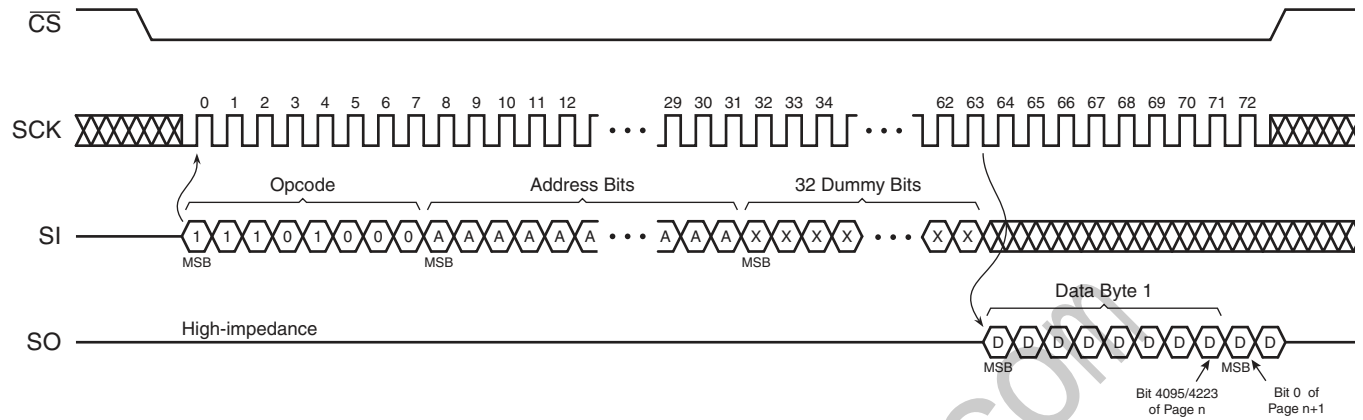 CS
0 1 2 3 4 5 6 7 8 9 10 11 12 29 30 31 32 33 34 62 63 64 65 66 67 68 69 70 71 72
SCK
Opcode Address Bits 32 Dummy Bits
SI 1 1 1 0 1 0 0 0 A A A A A A A A A X X X X X X
MSB MSB MSB
Data Byte 1
High-impedance
SO D D D D D D D D D D
MSB MSB
Bit 4095/4223
of Page n
Bit 0 of
Page n+1
com